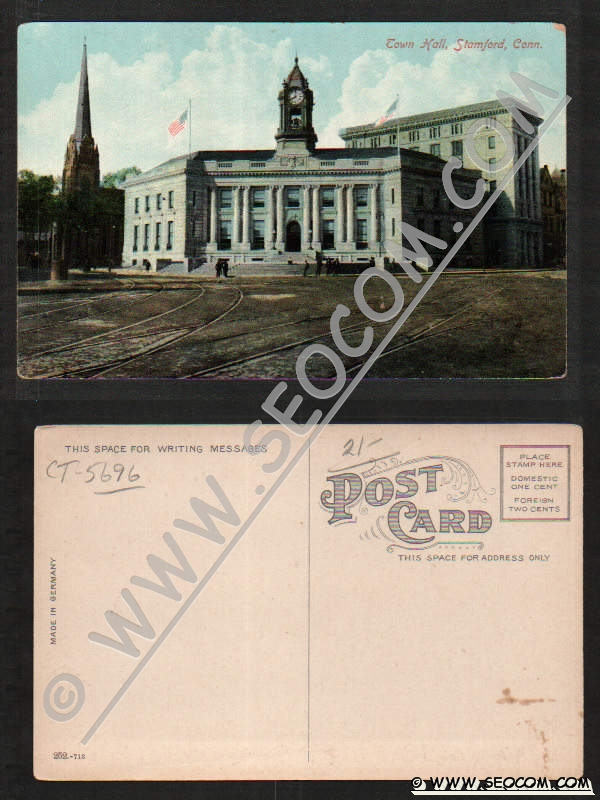 Town Hall, Stamford, Conn.
© WWW.SEOCOM.COM
THIS SPACE FOR WRITING MESSAGES
CT-5696
21-
POST
CARD
PLACE
STAMP HERE
DOMESTIC
ONE CENT
FOREIGN
TWO CENTS
THIS SPACE FOR ADDRESS ONLY
MADE IN GERMANY
252.-718
© WWW.SEOCOM.COM